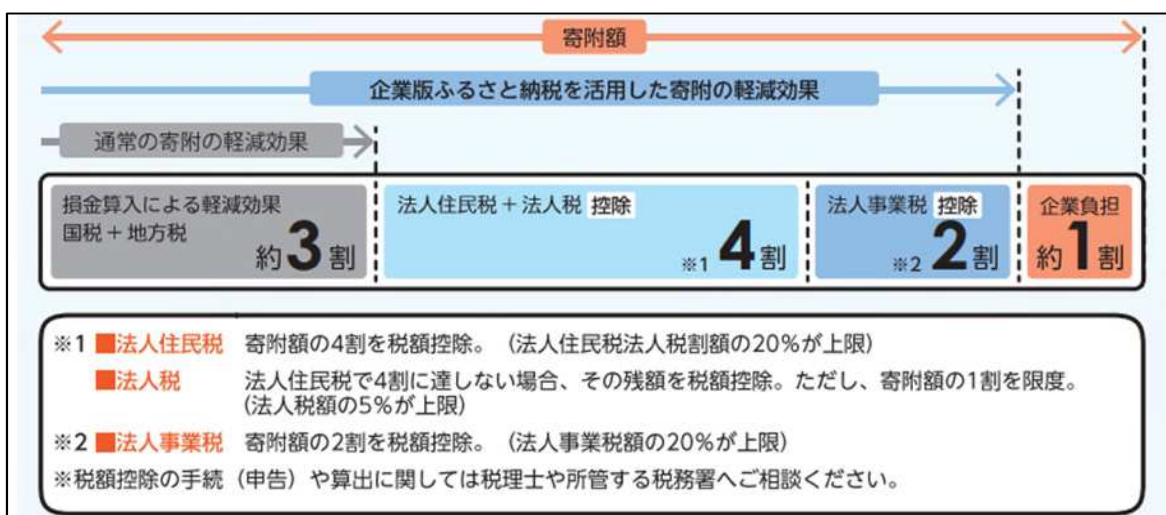 寄附額
企業版ふるさと納税を活用した寄附の軽減効果
通常の寄附の軽減効果
損金算入による軽減効果
国税＋地方税
約3割
法人住民税＋法人税 控除
※1 4割
法人事業税 控除
※2 2割
企業負担
約1割
※1 ■法人住民税 寄附額の4割を税額控除。（法人住民税法人税割額の20%が上限）
■法人税 法人住民税で4割に達しない場合、その残額を税額控除。ただし、寄附額の1割を限度。
（法人税額の5%が上限）
※2 ■法人事業税 寄附額の2割を税額控除。（法人事業税額の20%が上限）
※税額控除の手続（申告）や算出に関しては税理士や所管する税務署へご相談ください。